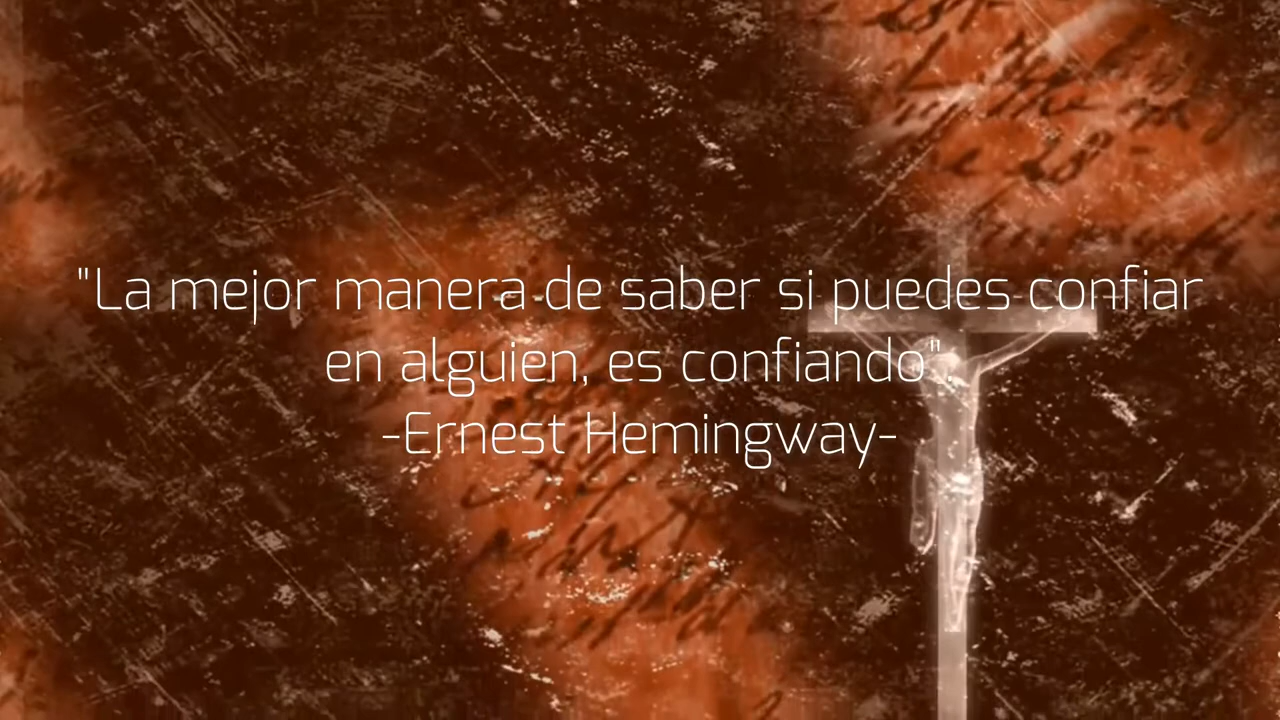 "La mejor manera de saber si puedes confiar
en alguien, es confiando".
-Ernest Hemingway-